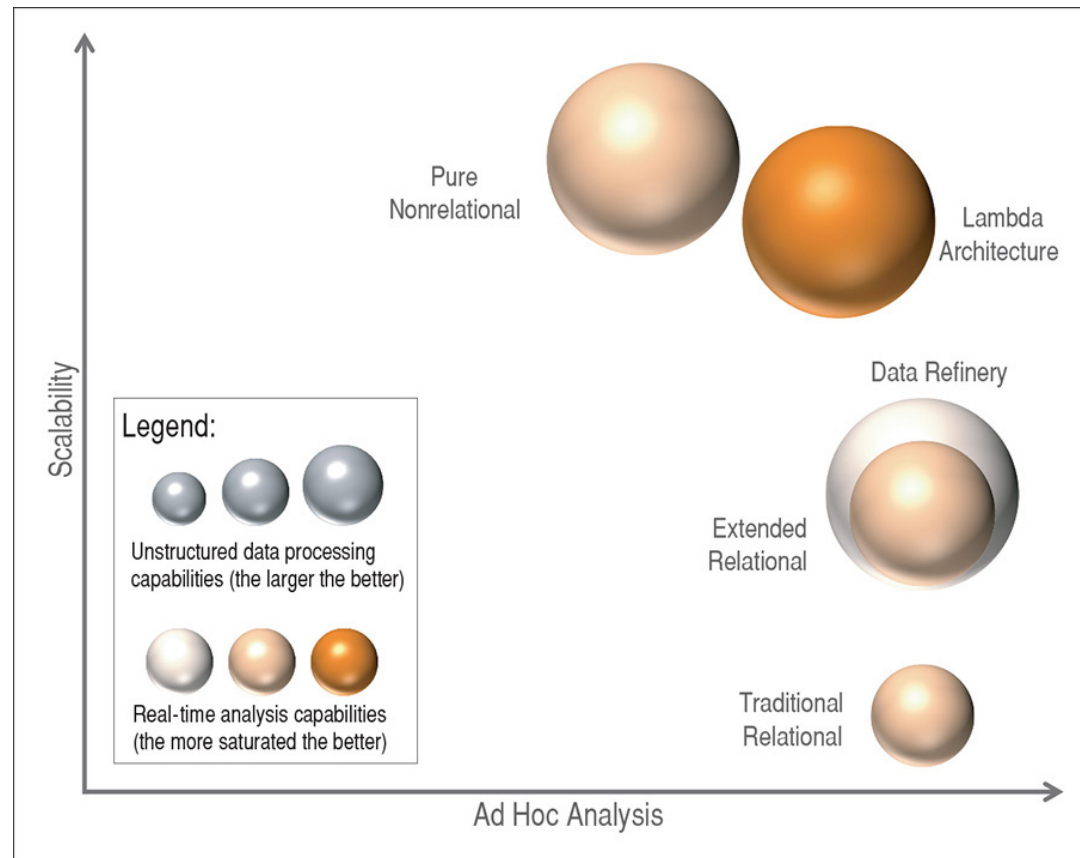 Pure
Nonrelational
Lambda
Architecture
Scalability
Data Refinery
Legend:
Unstructured data processing
capabilities (the larger the better)
Extended
Relational
Real-time analysis capabilities
(the more saturated the better)
Traditional
Relational
Ad Hoc Analysis